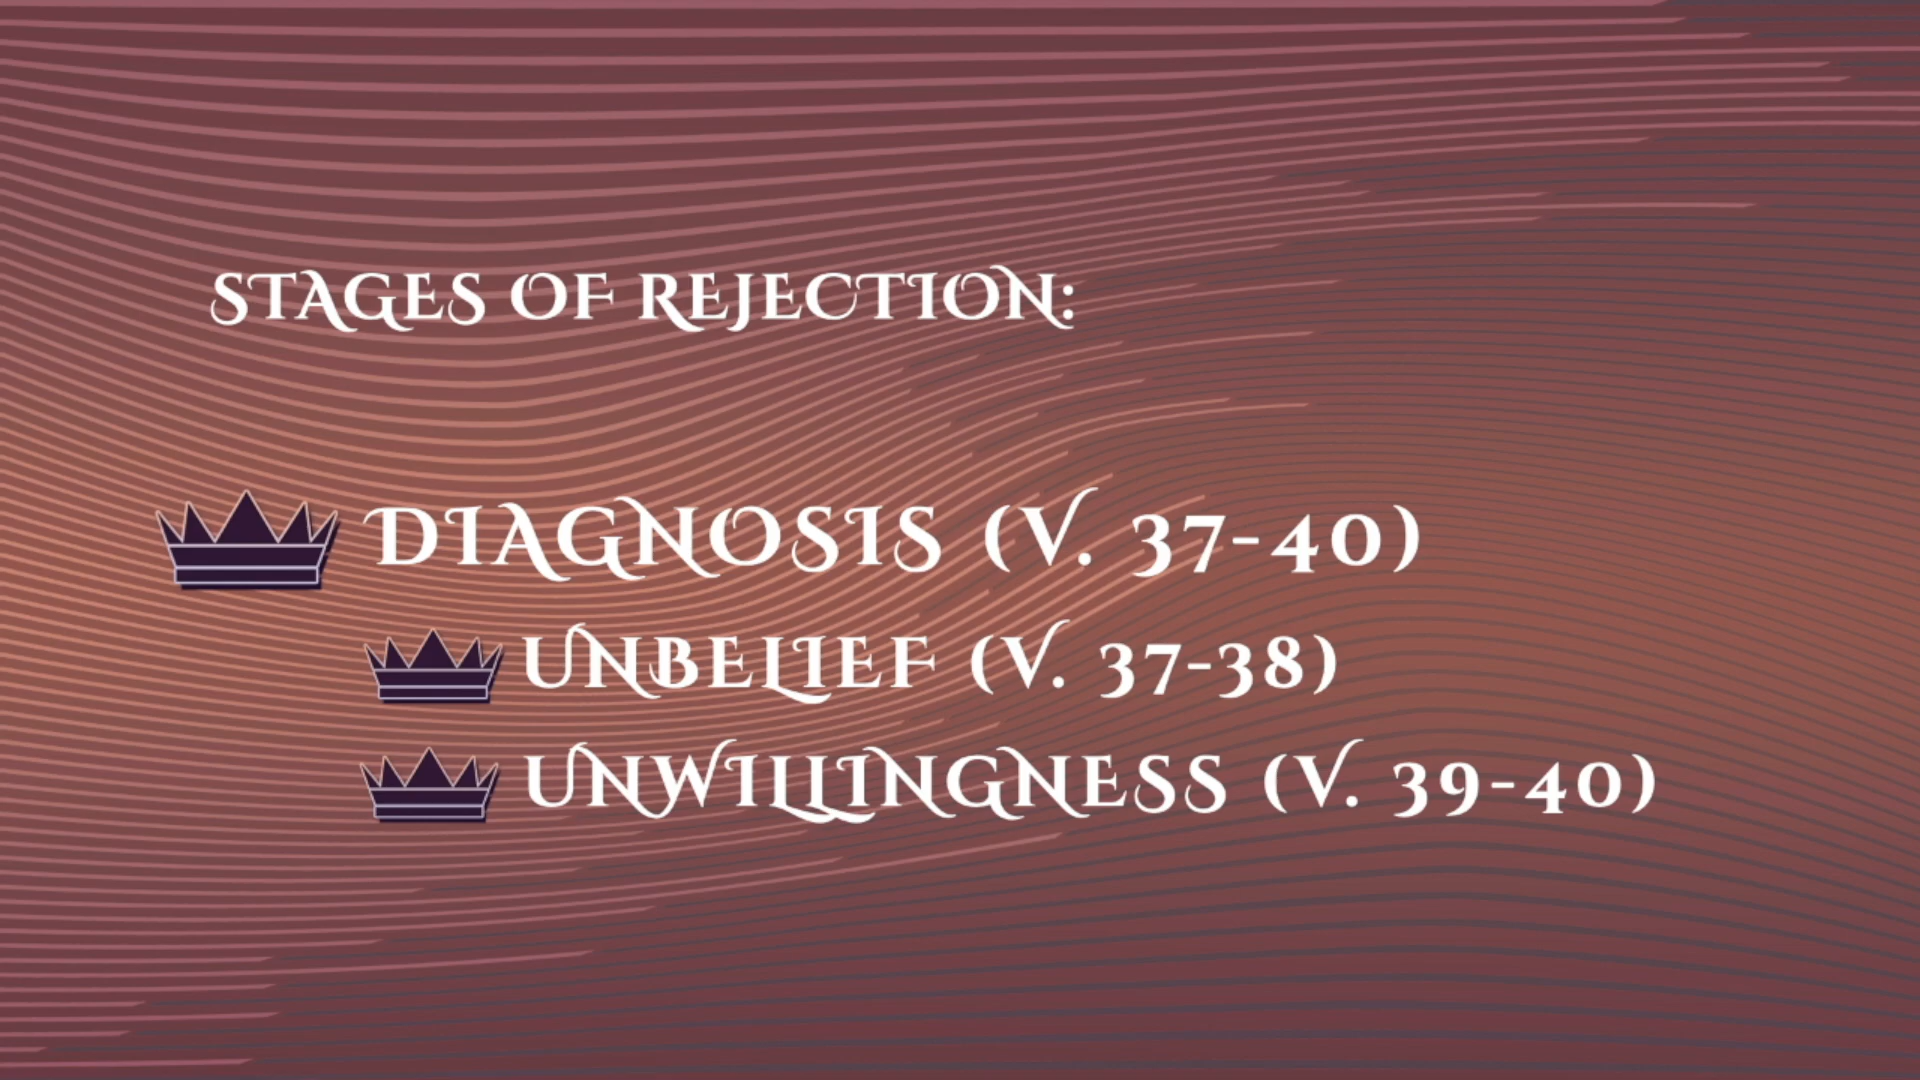 STAGES OF REJECTION:
DIAGNOSIS (V. 37-40)
UNBELIEF (V. 37-38)
UNWILLINGNESS (V. 39-40)